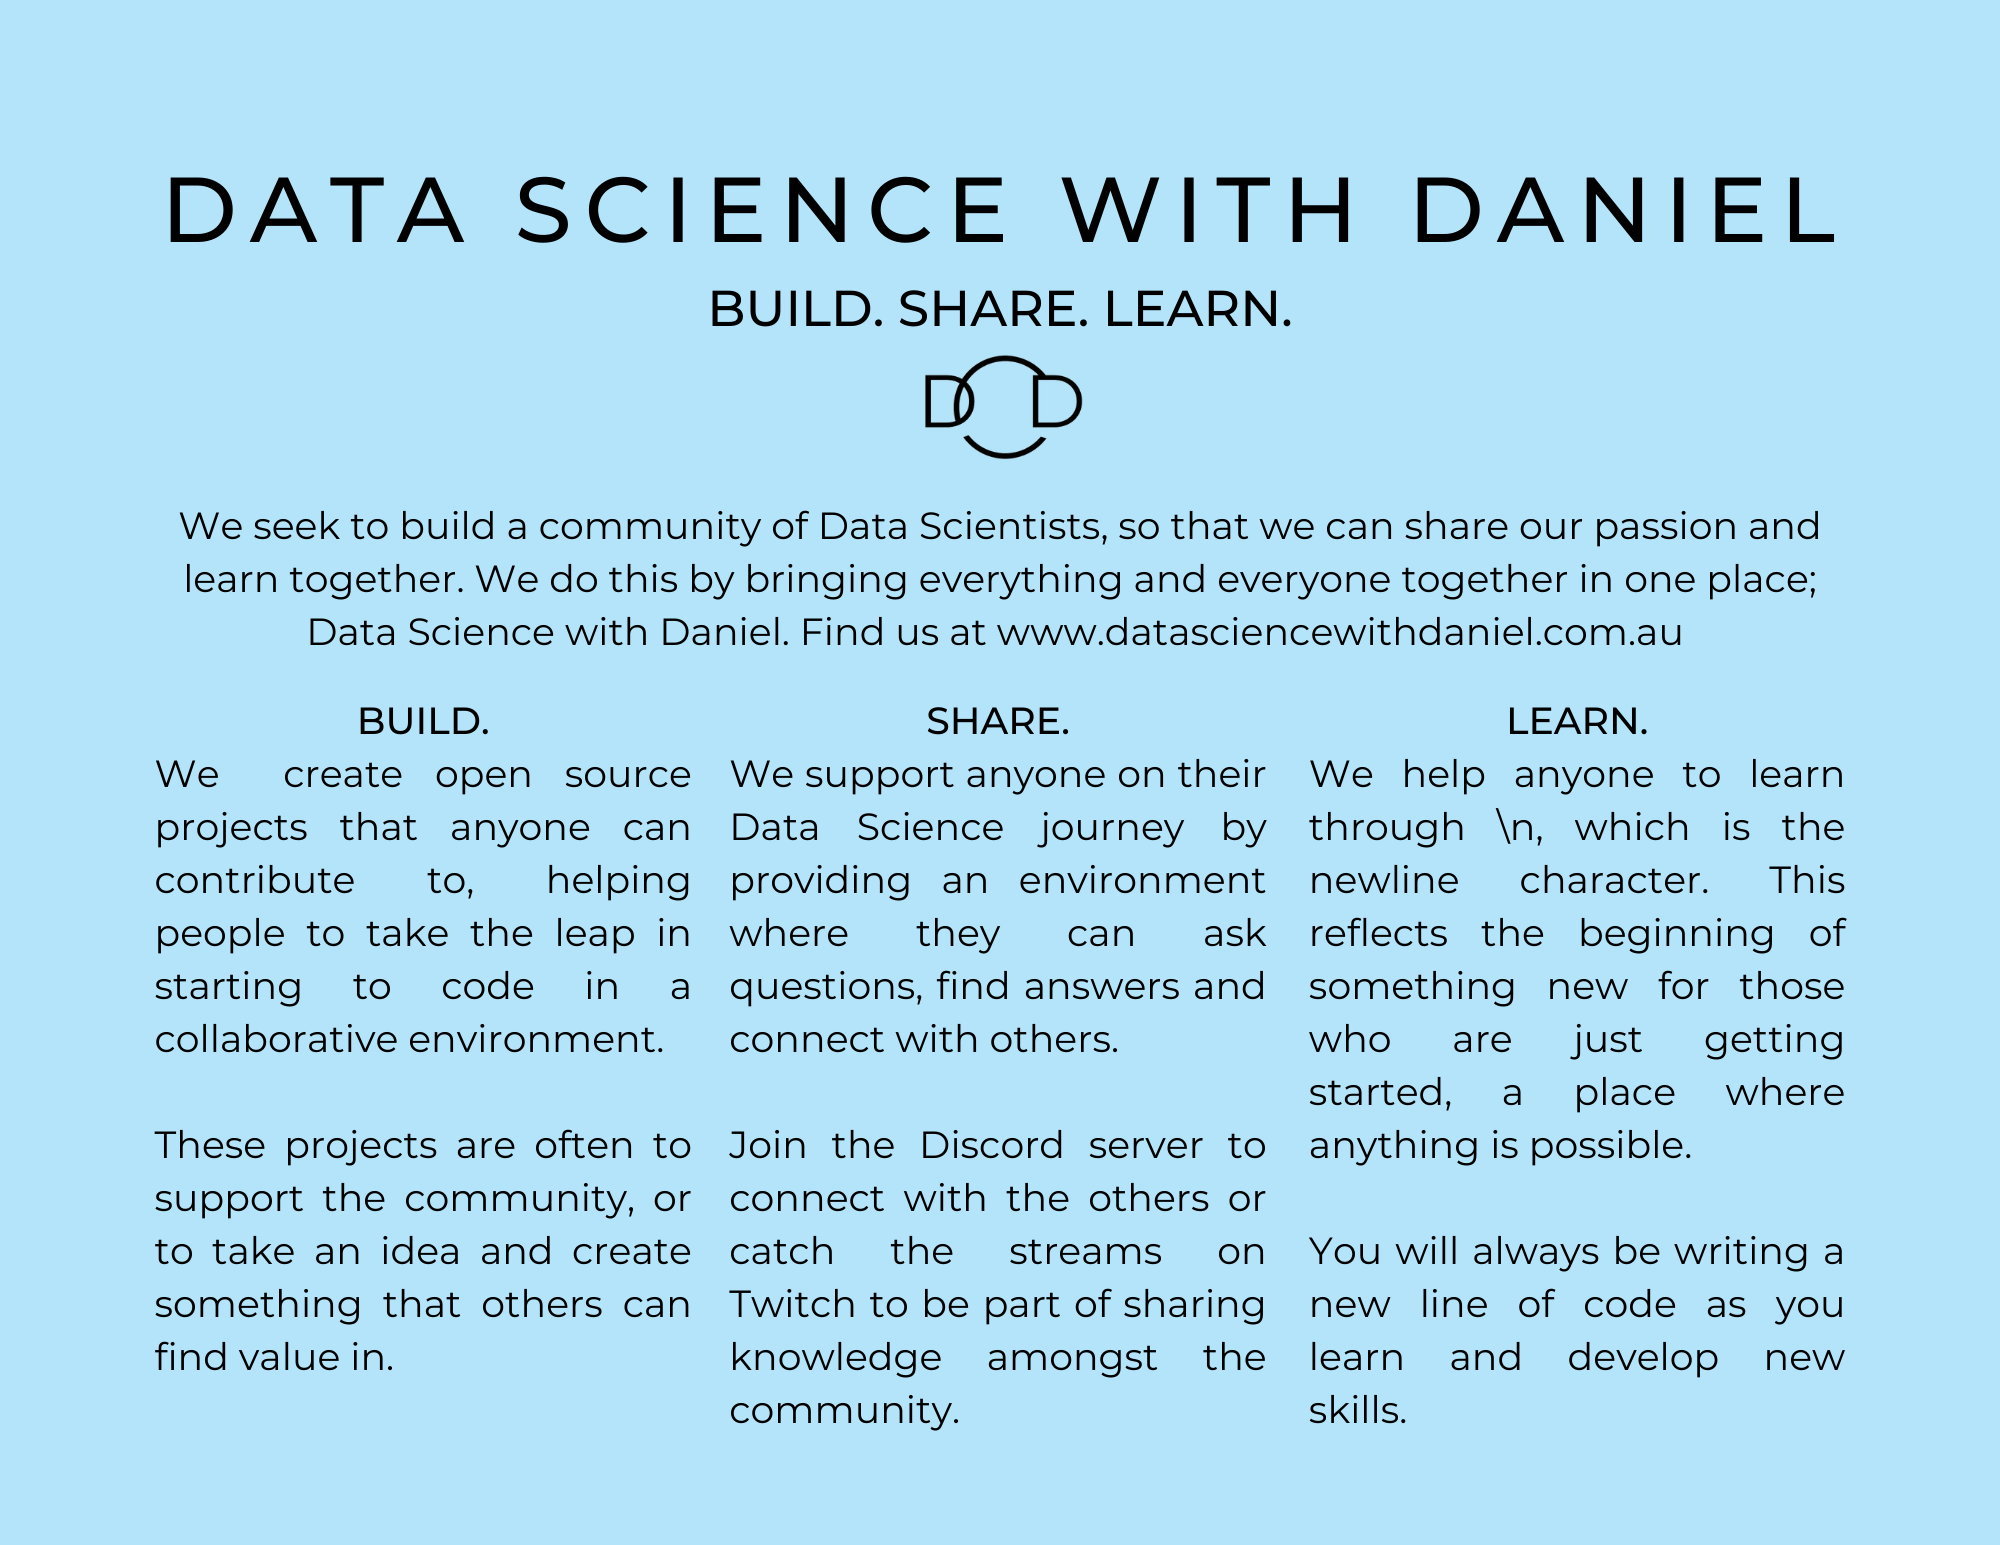 DATA SCIENCE WITH DANIEL
BUILD. SHARE. LEARN.
D D
We seek to build a community of Data Scientists, so that we can share our passion and
learn together. We do this by bringing everything and everyone together in one place;
Data Science with Daniel. Find us at www.datasciencewithdaniel.com.au
BUILD.
We create open source
projects that anyone can
contribute to, helping
people to take the leap in
starting to code in a
collaborative environment.
These projects are often to
support the community, or
to take an idea and create
something that others can
find value in.
SHARE.
We support anyone on their
Data Science journey by
providing an environment
where they can ask
questions, find answers and
connect with others.
Join the Discord server to
connect with the others or
catch the streams on
Twitch to be part of sharing
knowledge amongst the
community.
LEARN.
We help anyone to learn
through \n, which is the
newline character. This
reflects the beginning of
something new for those
who are just getting
started, a place where
anything is possible.
You will always be writing a
new line of code as you
learn and develop new
skills.